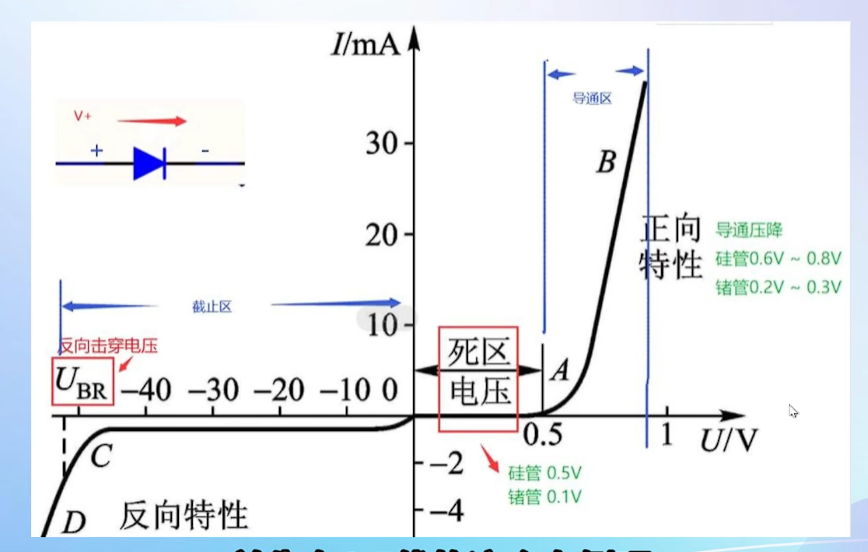 I/mA
V+
+ -
30
20
10
导通区
B
正向
特性
导通压降
硅管0.6V ~ 0.8V
锗管0.2V ~ 0.3V
截止区
反向击穿电压
U_BR
-40 -30 -20 -10 0
死区
电压
A
0.5
1
U/V
C
-2
-4
硅管 0.5V
锗管 0.1V
D
反向特性